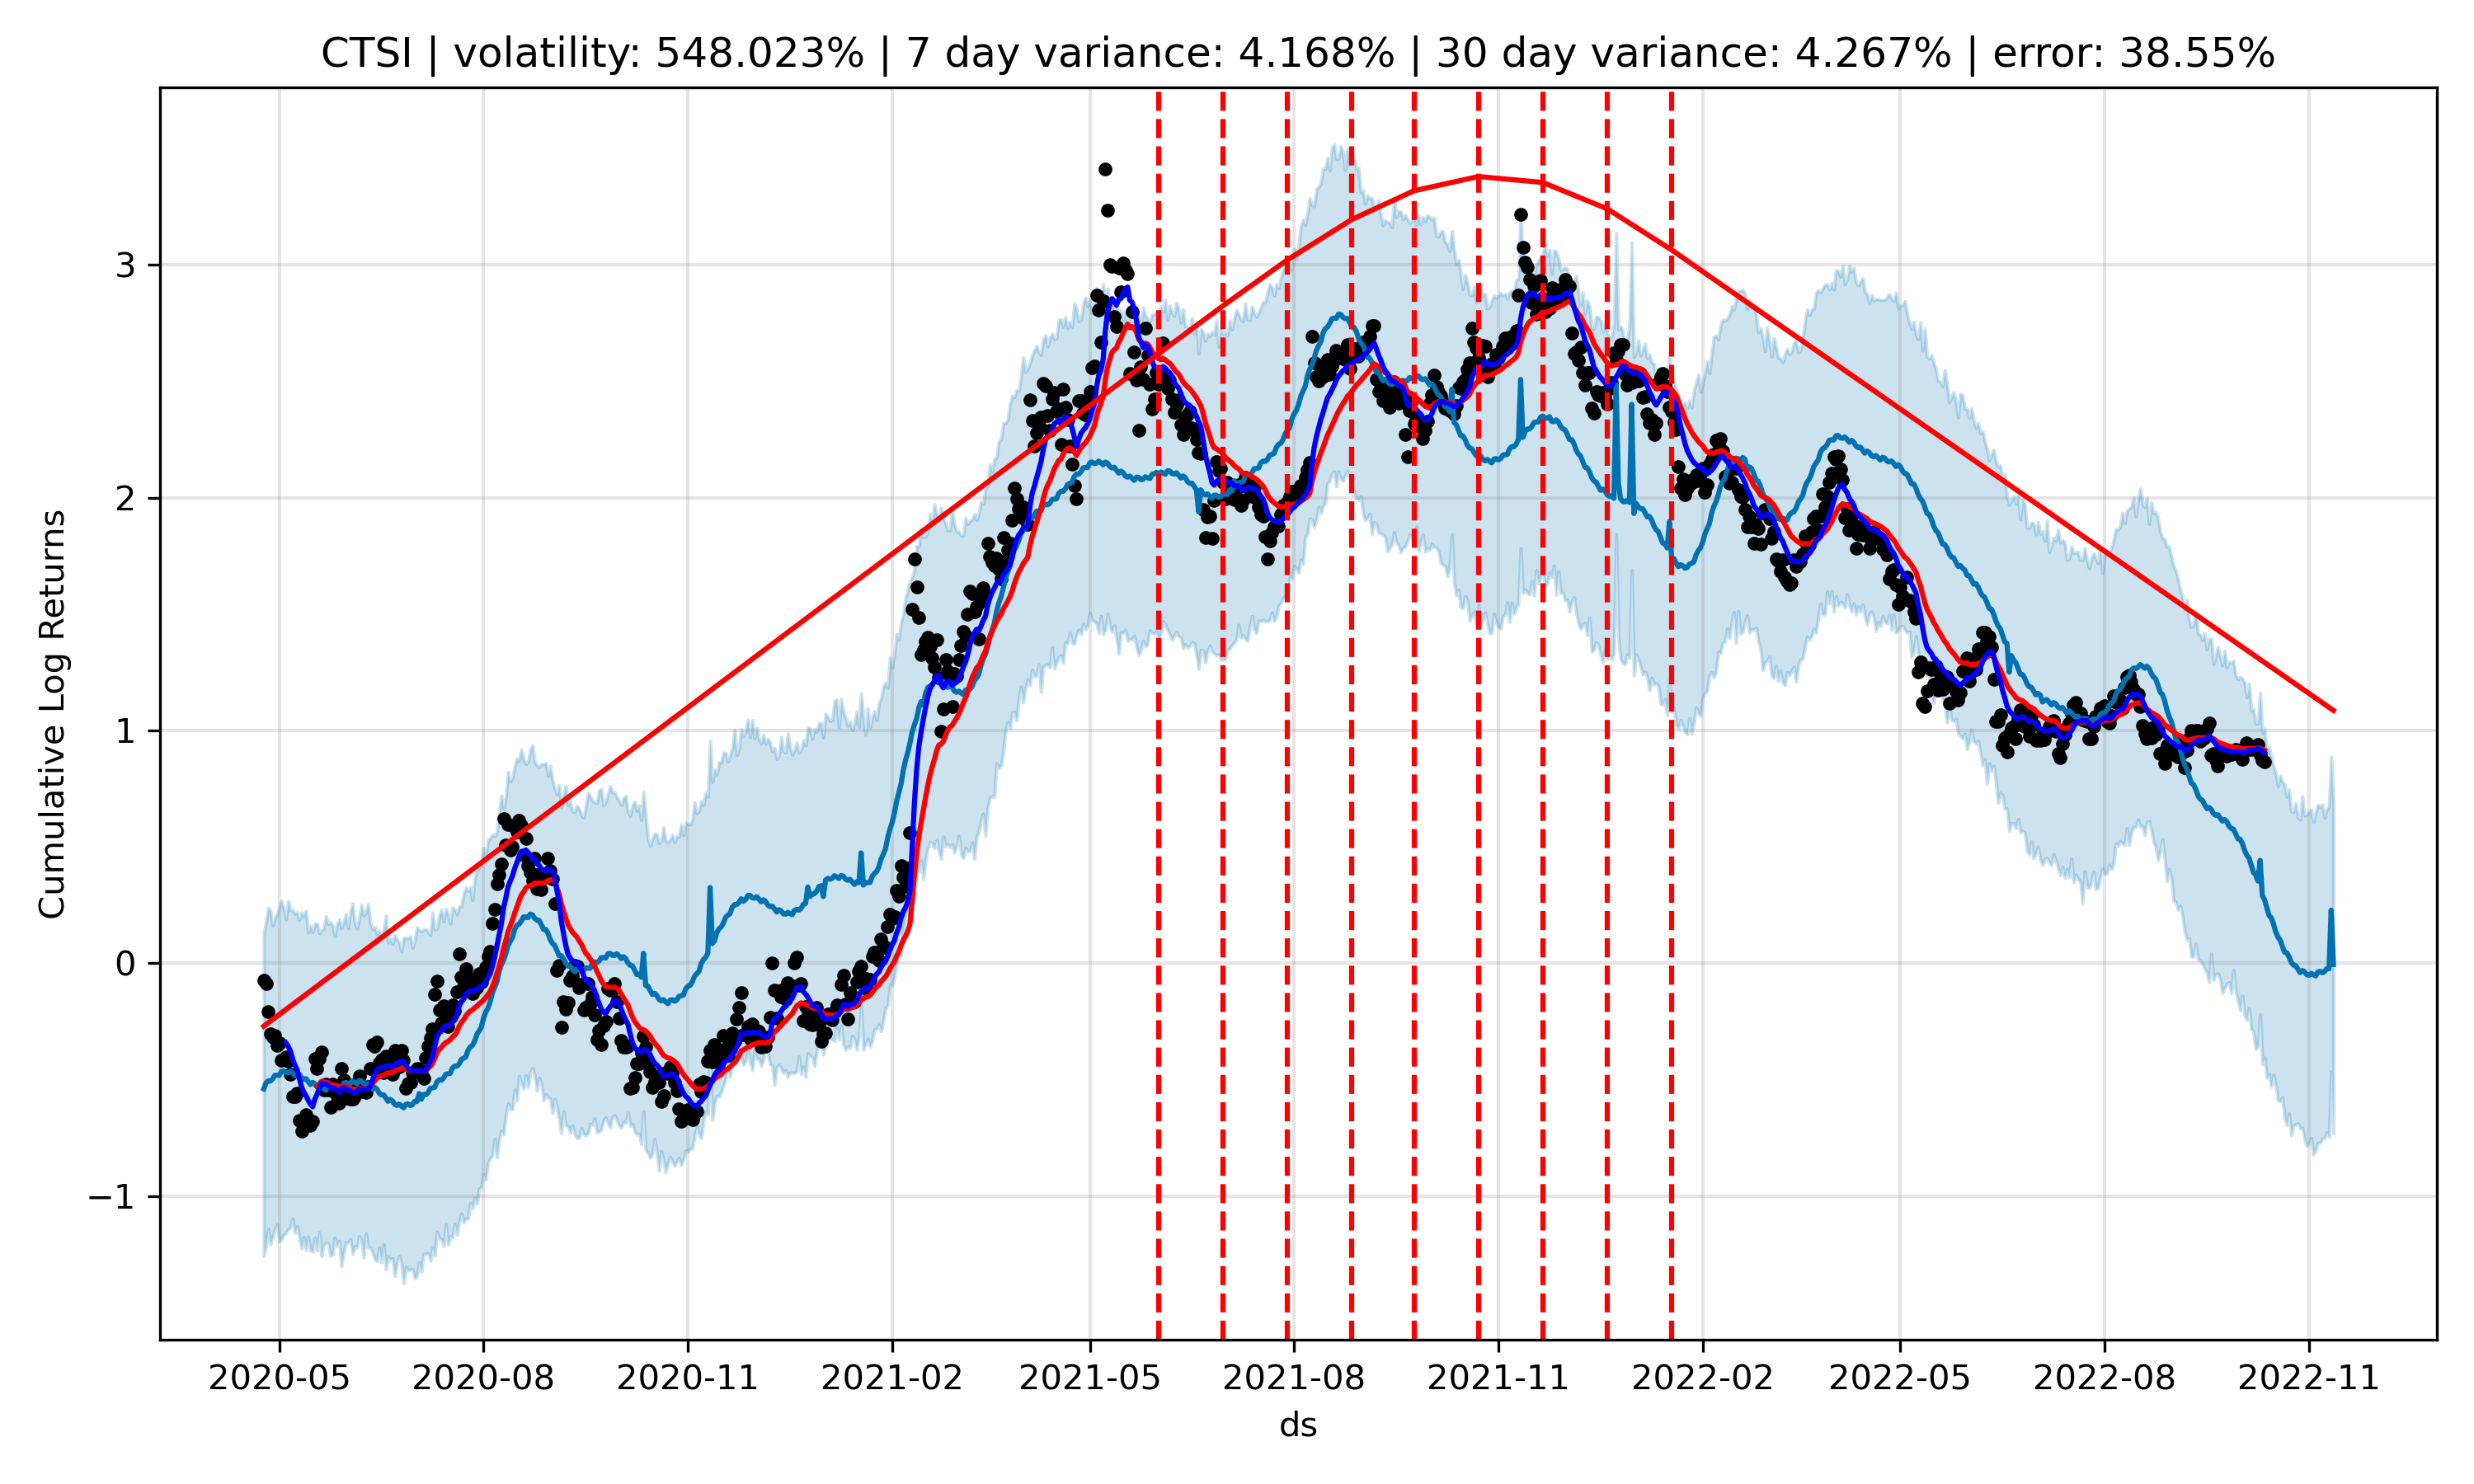 CTSI | volatility: 548.023% | 7 day variance: 4.168% | 30 day variance: 4.267% | error: 38.55%
Cumulative Log Returns
3
2
1
0
−1
2020-05 2020-08 2020-11 2021-02 2021-05 2021-08 2021-11 2022-02 2022-05 2022-08 2022-11
ds